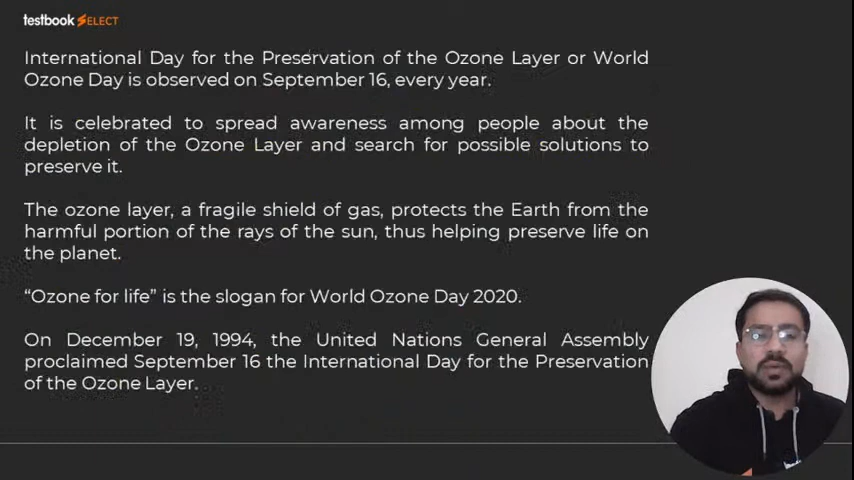 testbook SELECT
International Day for the Preservation of the Ozone Layer or World
Ozone Day is observed on September 16, every year.
It is celebrated to spread awareness among people about the
depletion of the Ozone Layer and search for possible solutions to
preserve it.
The ozone layer, a fragile shield of gas, protects the Earth from the
harmful portion of the rays of the sun, thus helping preserve life on
the planet.
“Ozone for life” is the slogan for World Ozone Day 2020.
On December 19, 1994, the United Nations General Assembly
proclaimed September 16 the International Day for the Preservation
of the Ozone Layer.